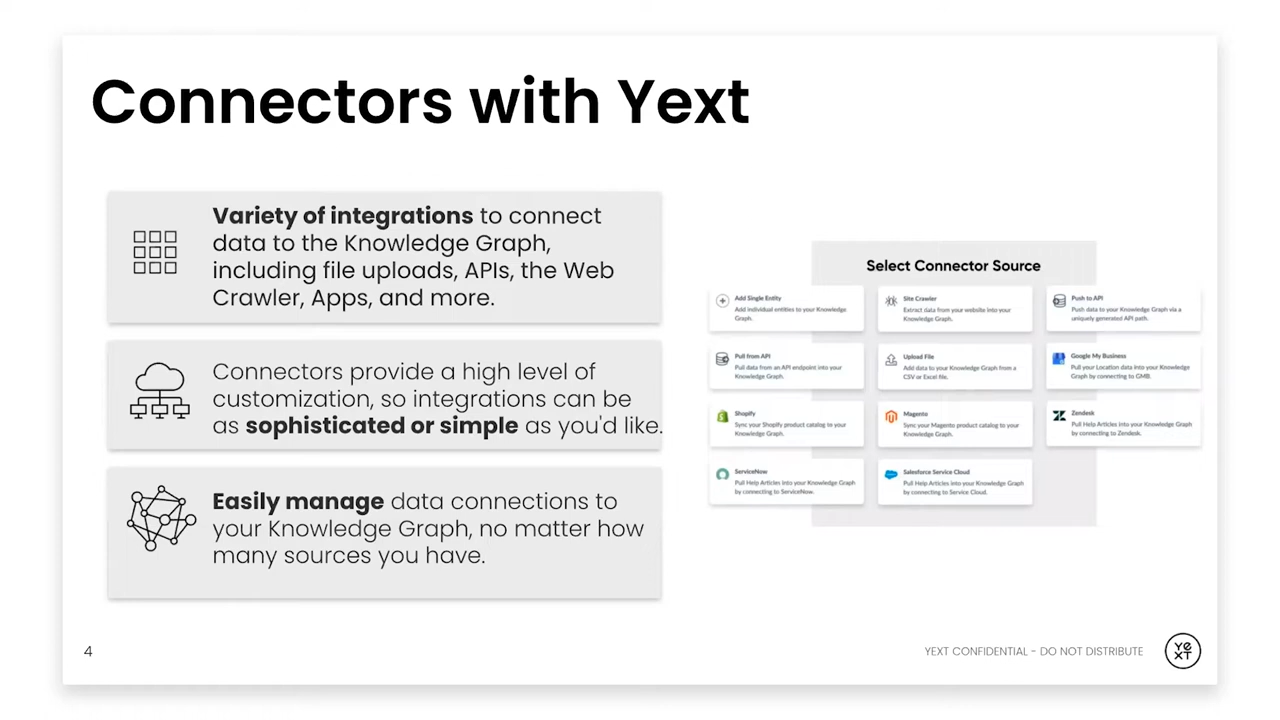 Connectors with Yext
Variety of integrations to connect
data to the Knowledge Graph,
including file uploads, APIs, the Web
Crawler, Apps, and more.
Connectors provide a high level of
customization, so integrations can be
as sophisticated or simple as you'd like.
Easily manage data connections to
your Knowledge Graph, no matter how
many sources you have.
Select Connector Source
Add Single Entity
Add individual entities to your Knowledge
Graph.
Site Crawler
Extract data from your website into your
Knowledge Graph.
Push to API
Push data to your Knowledge Graph via a
uniquely generated API path.
Pull from API
Pull data from an API endpoint into your
Knowledge Graph.
Upload File
Add data to your Knowledge Graph from a
CSV or Excel file.
Google My Business
Pull your Location data into your Knowledge
Graph by connecting to GMB.
Shopify
Sync your Shopify product catalog to your
Knowledge Graph.
Magento
Sync your Magento product catalog to your
Knowledge Graph.
Zendesk
Pull Help Articles into your Knowledge Graph
by connecting to Zendesk.
ServiceNow
Pull Help Articles into your Knowledge Graph
by connecting to ServiceNow.
Salesforce Service Cloud
Pull Help Articles into your Knowledge Graph
by connecting to Service Cloud.
4
YEXT CONFIDENTIAL - DO NOT DISTRIBUTE
YEXT